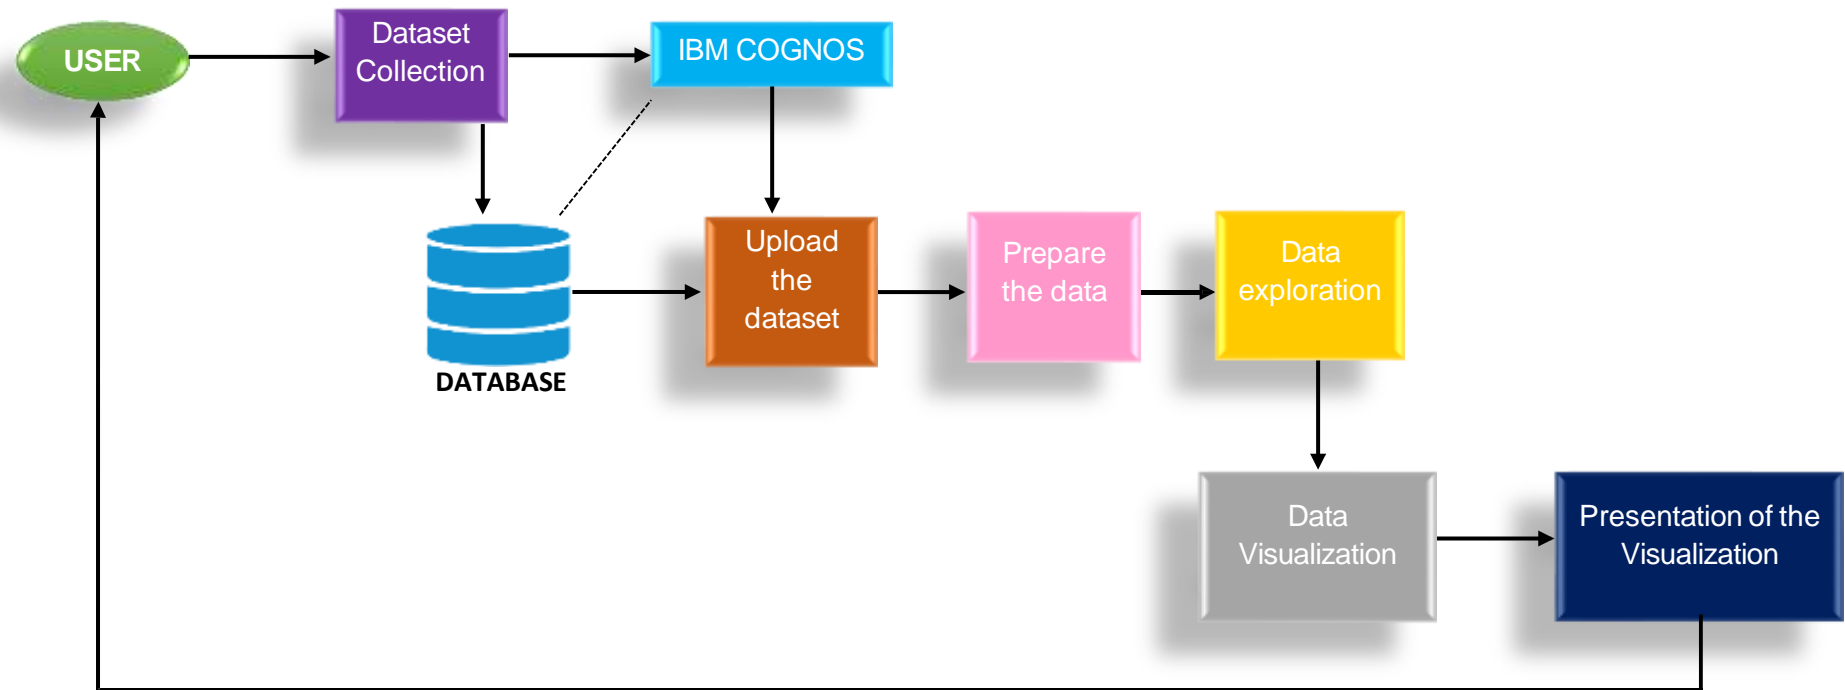 USER
Dataset
Collection
IBM COGNOS
DATABASE
Upload
the
dataset
Prepare
the data
Data
exploration
Data
Visualization
Presentation of the
Visualization